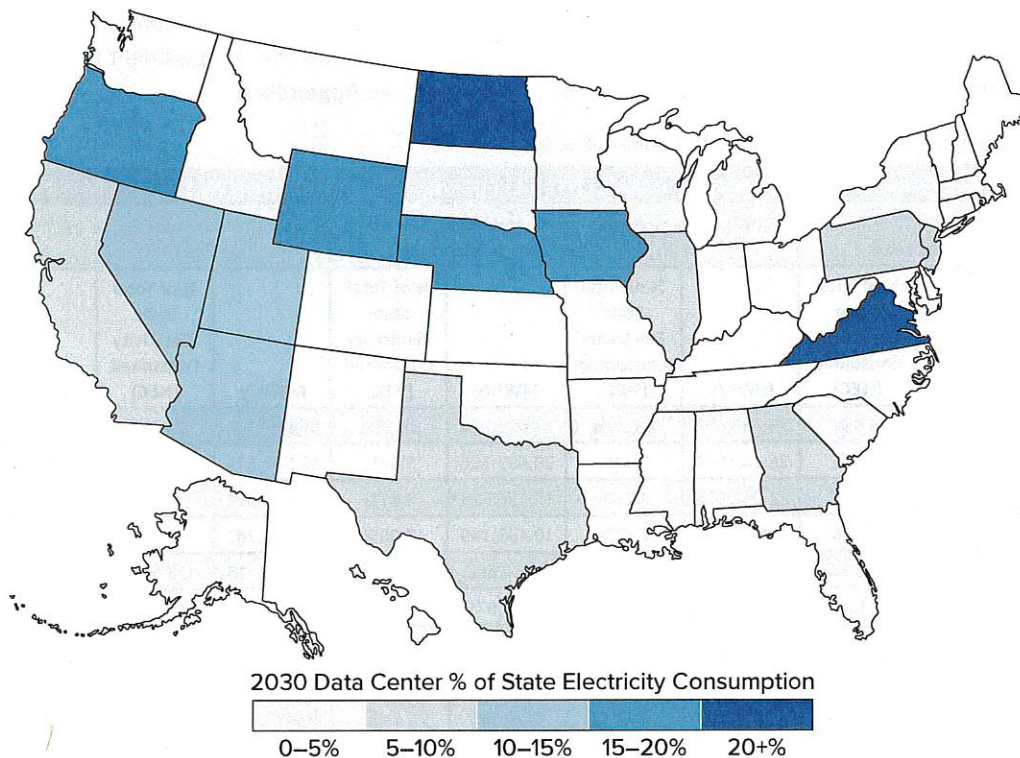 2030 Data Center % of State Electricity Consumption
0–5% 5–10% 10–15% 15–20% 20+%